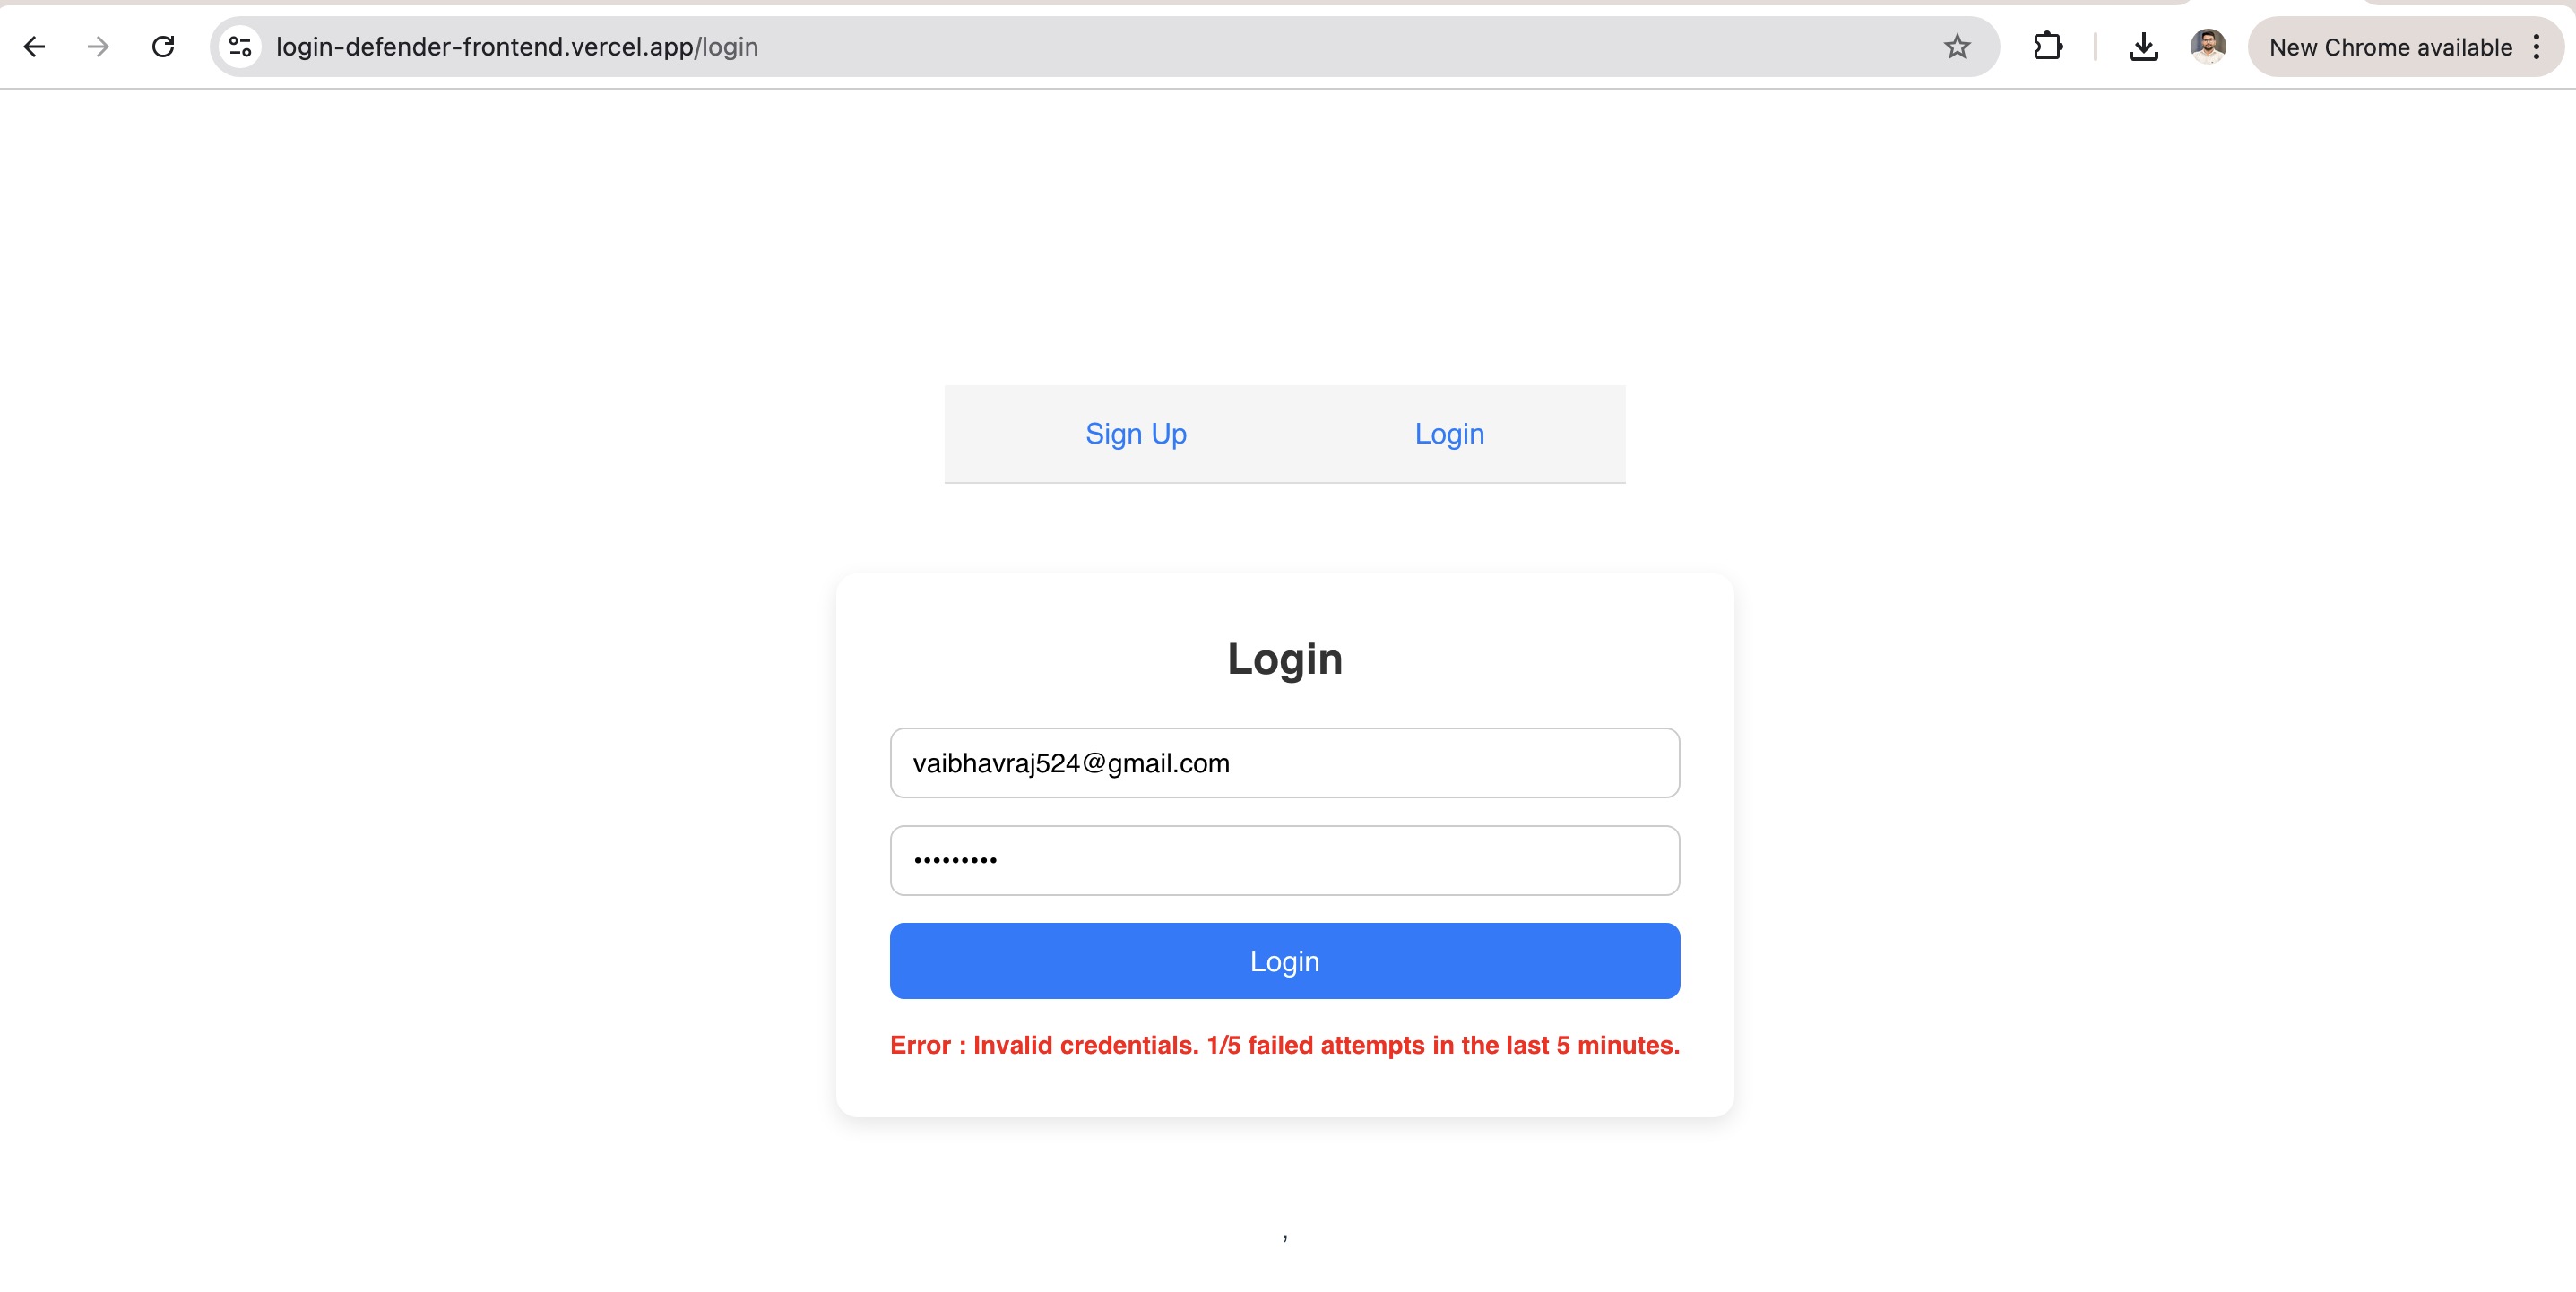 login-defender-frontend.vercel.app/login
New Chrome available
Sign Up Login
Login
vaibhavraj524@gmail.com
•••••••••
Login
Error : Invalid credentials. 1/5 failed attempts in the last 5 minutes.
,